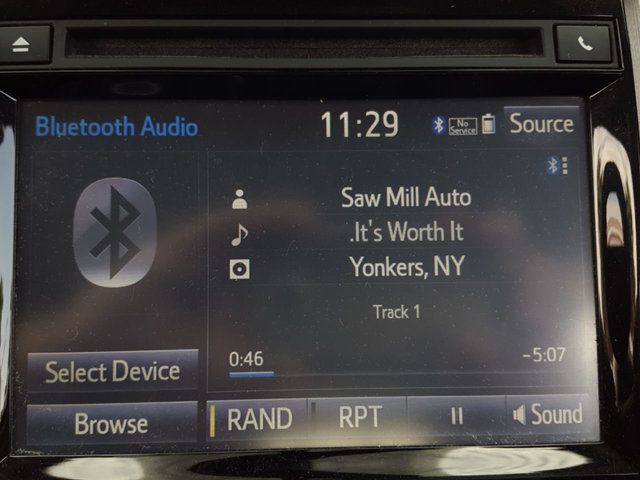 Bluetooth Audio
11:29
No
Service
Source
Saw Mill Auto
.It's Worth It
Yonkers, NY
Track 1
0:46
-5:07
Select Device
Browse
RAND
RPT
Sound